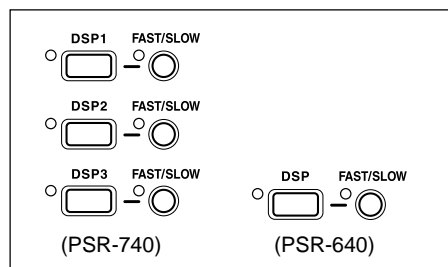 DSP1 FAST/SLOW
DSP2 FAST/SLOW
DSP3 FAST/SLOW
DSP FAST/SLOW
(PSR-740) (PSR-640)